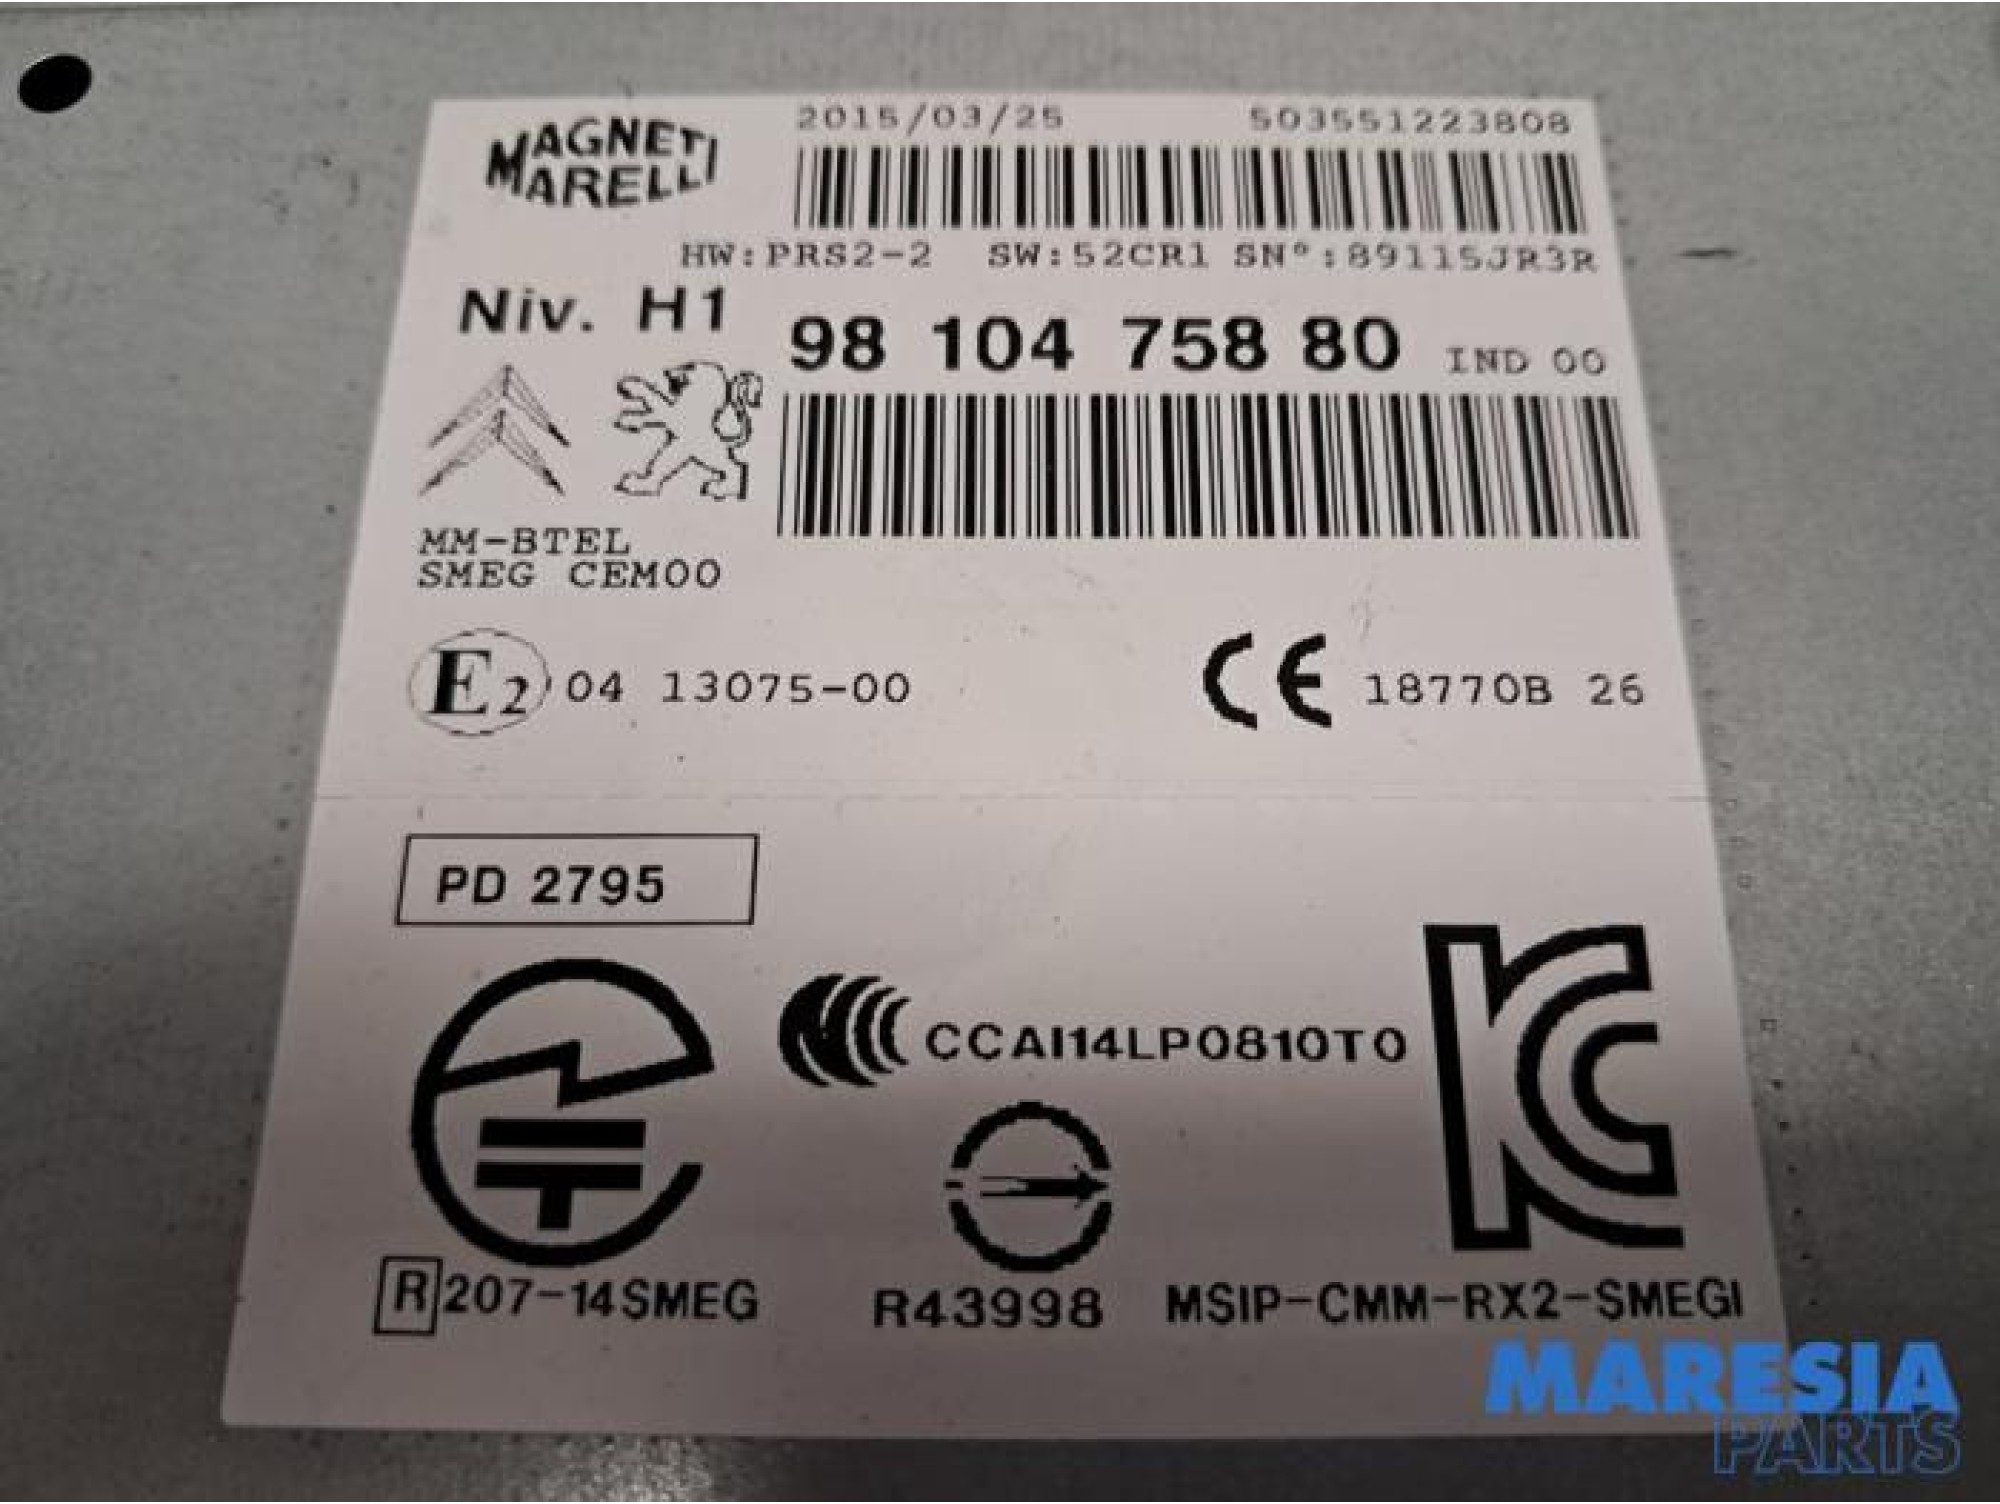 MAGNETI
MARELLI
2015/03/25 503551223808
HW:PRS2-2 SW:52CR1 SN°:89115JR3R
Niv. H1
98 104 758 80 IND 00
MM-BTEL
SMEG CEM00
E2 04 13075-00
CE 18770B 26
PD 2795
CCAI14LP0810T0
R 207-14SMEG
R43998
MSIP-CMM-RX2-SMEGI
MARESIA
PARTS